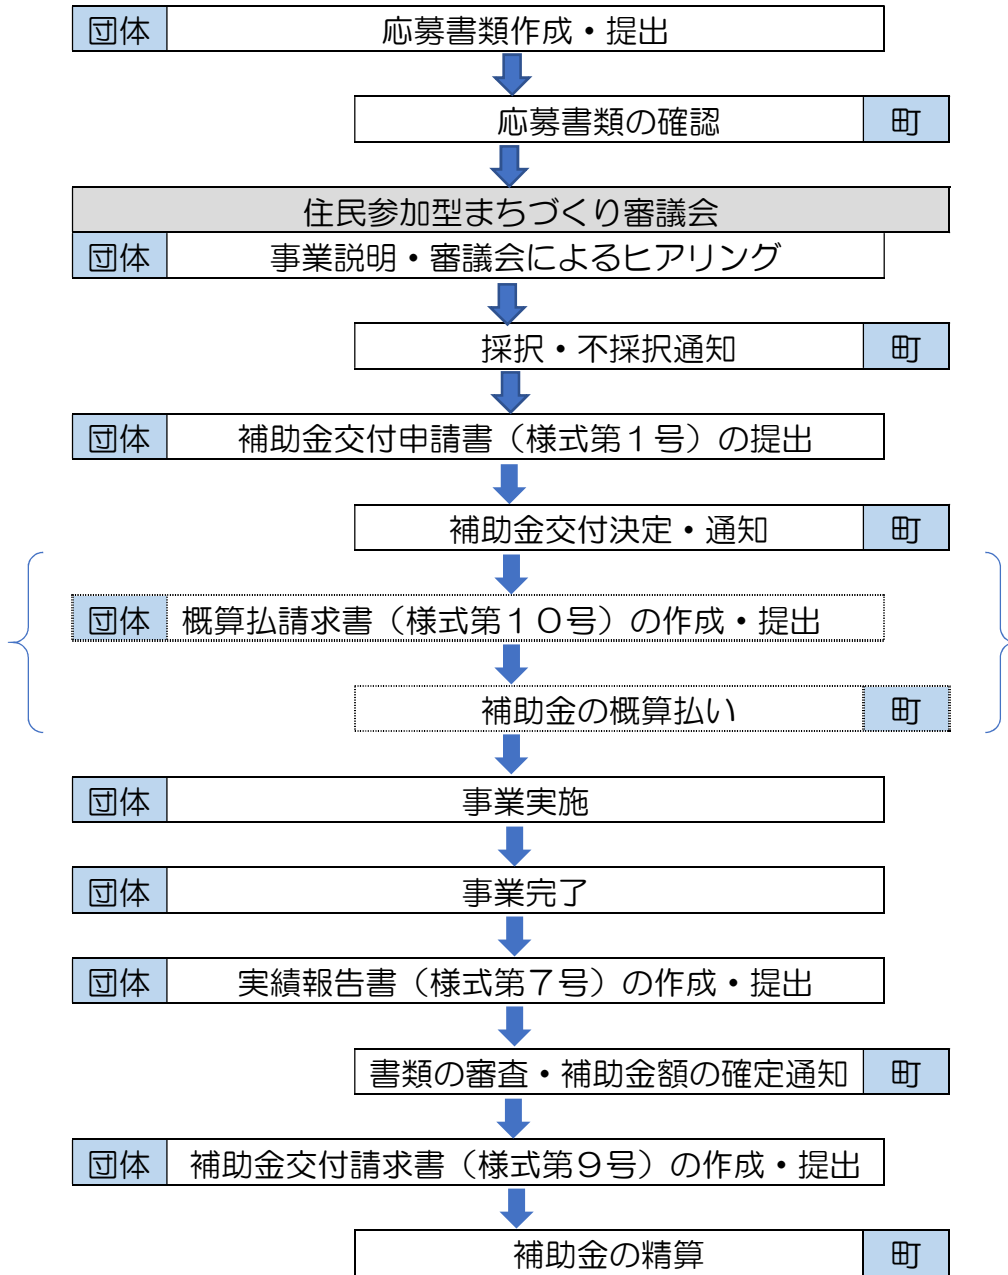 団体 応募書類作成・提出
応募書類の確認 町
住民参加型まちづくり審議会
団体 事業説明・審議会によるヒアリング
採択・不採択通知 町
団体 補助金交付申請書（様式第１号）の提出
補助金交付決定・通知 町
団体 概算払請求書（様式第１０号）の作成・提出
補助金の概算払い 町
団体 事業実施
団体 事業完了
団体 実績報告書（様式第７号）の作成・提出
書類の審査・補助金額の確定通知 町
団体 補助金交付請求書（様式第９号）の作成・提出
補助金の精算 町